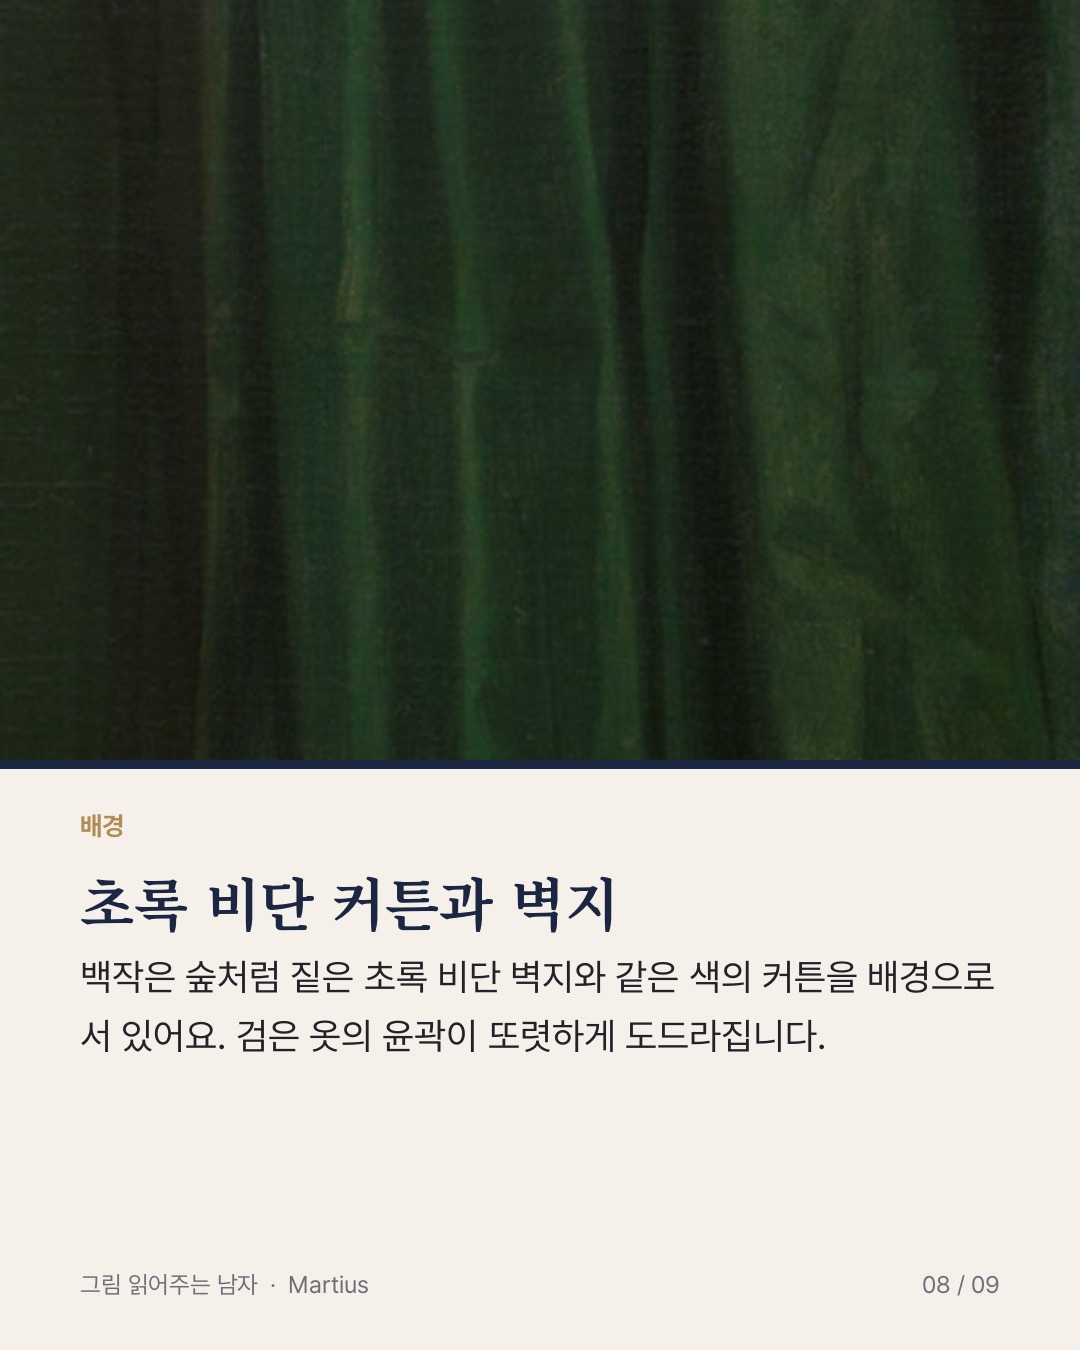 배경
초록 비단 커튼과 벽지
백작은 숲처럼 짙은 초록 비단 벽지와 같은 색의 커튼을 배경으로
서 있어요. 검은 옷의 윤곽이 또렷하게 도드라집니다.
그림 읽어주는 남자 · Martius
08 / 09